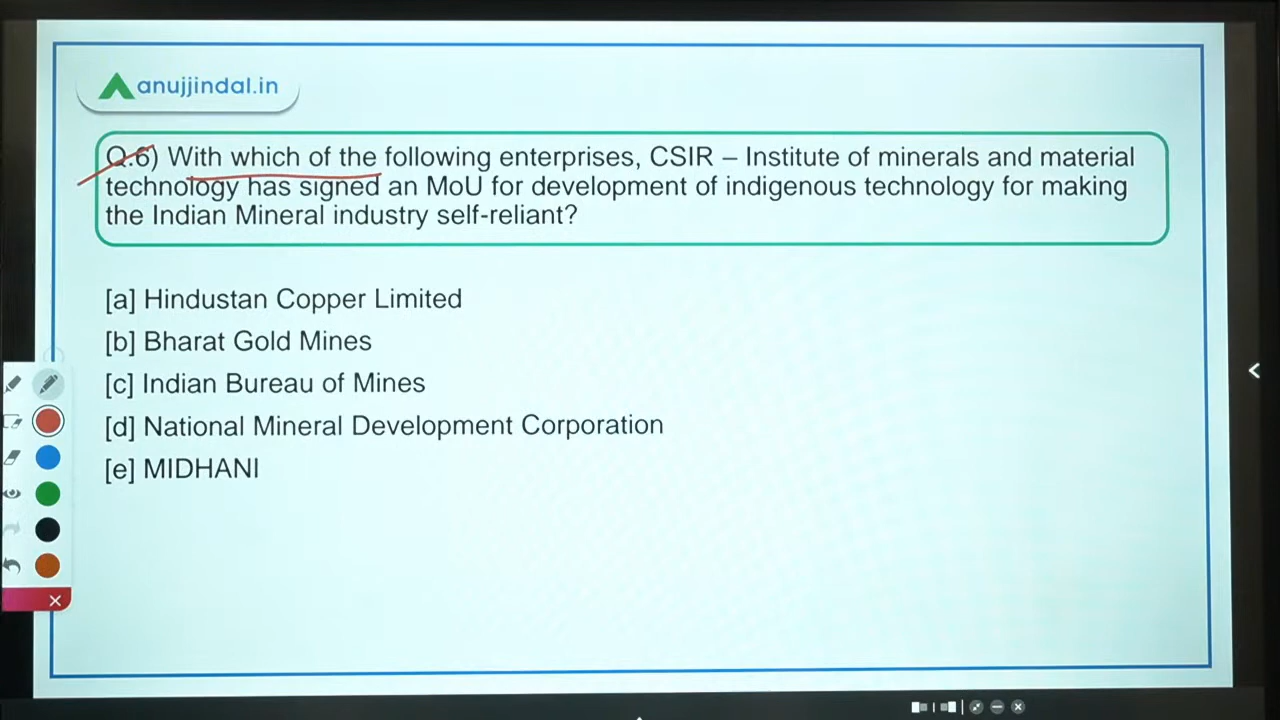 anujjindal.in
Q.6) With which of the following enterprises, CSIR – Institute of minerals and material
technology has signed an MoU for development of indigenous technology for making
the Indian Mineral industry self-reliant?
[a] Hindustan Copper Limited
[b] Bharat Gold Mines
[c] Indian Bureau of Mines
[d] National Mineral Development Corporation
[e] MIDHANI